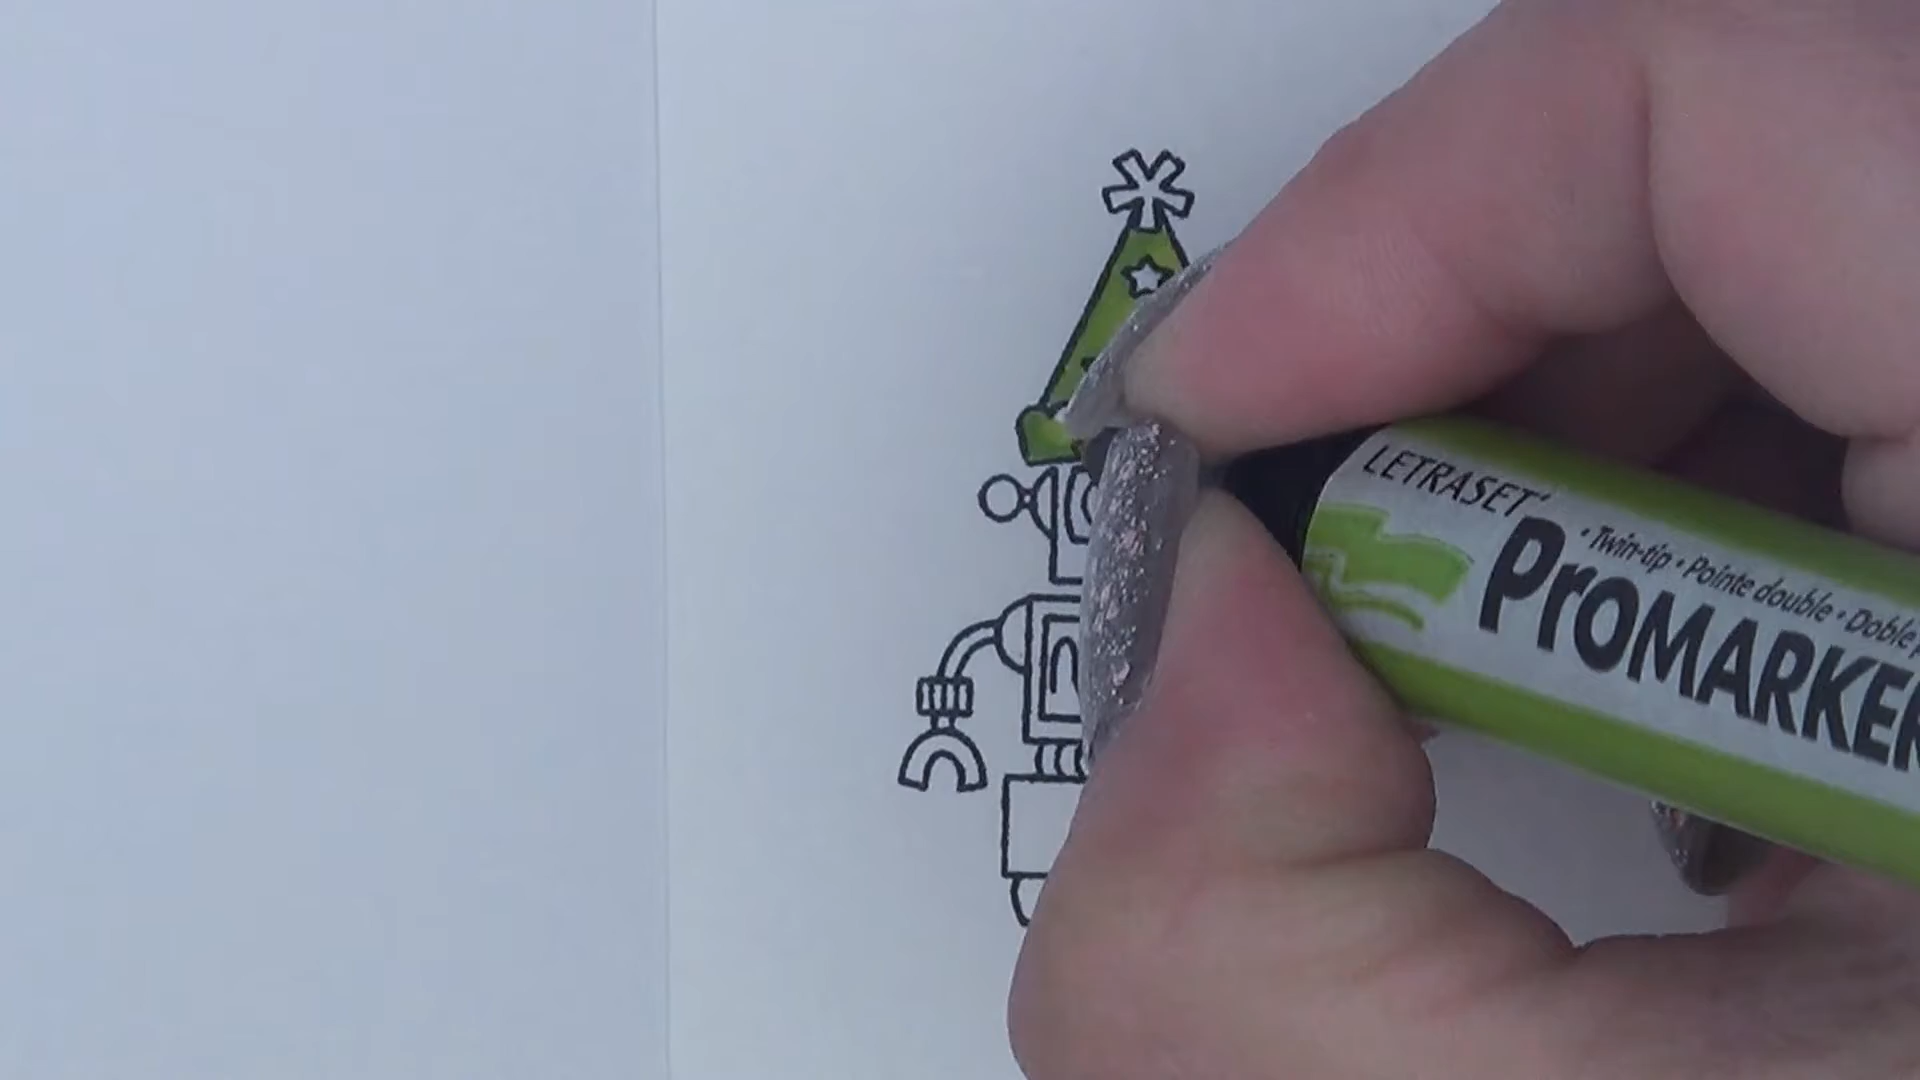 LETRASET
• Twin-tip • Pointe double • Doble
PROMARKER